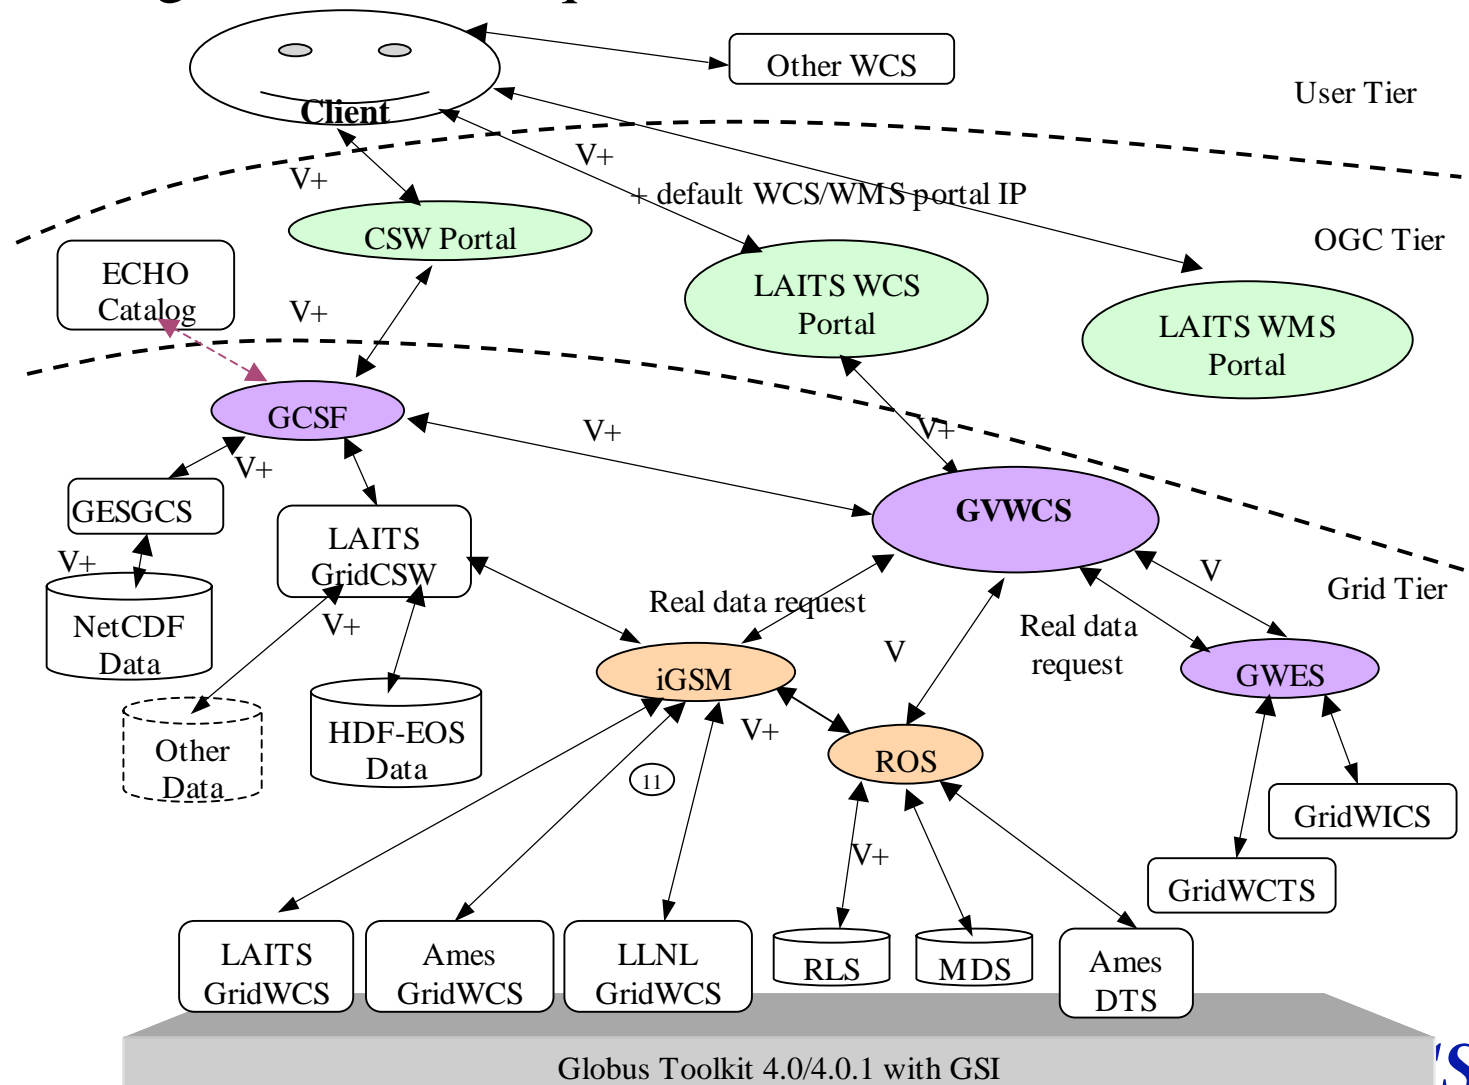 Other WCS
User Tier
Client
V+
V+
+ default WCS/WMS portal IP
CSW Portal
OGC Tier
ECHO
Catalog
LAITS WCS
Portal
V+
LAITS WMS
Portal
GCSF
V+
V+
V+
GESGCS
GVWCS
LAITS
GridCSW
V+
V
Grid Tier
Real data request
NetCDF
Data
V+
Real data
request
V
iGSM
GWES
HDF-EOS
Data
V+
Other
Data
ROS
11
GridWICS
V+
GridWCTS
LAITS
GridWCS
Ames
GridWCS
LLNL
GridWCS
RLS
MDS
Ames
DTS
Globus Toolkit 4.0/4.0.1 with GSI